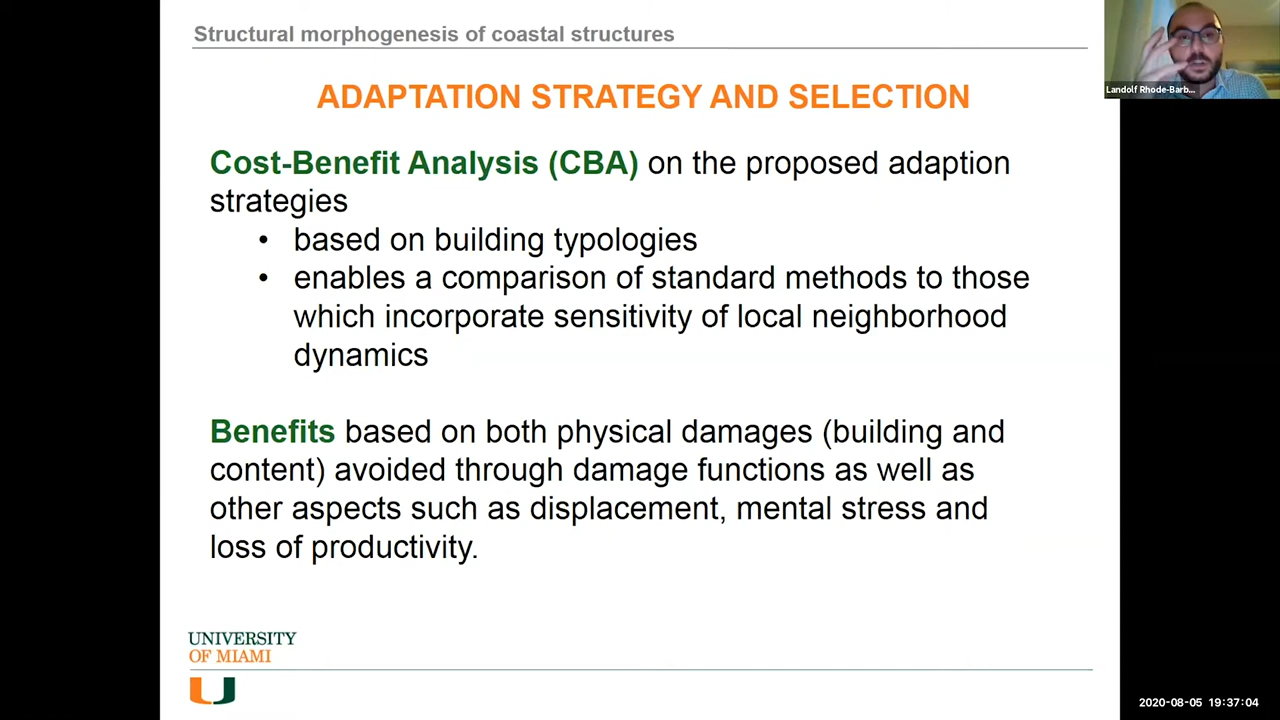 Structural morphogenesis of coastal structures
Landolf Rhode-Barb...
ADAPTATION STRATEGY AND SELECTION
Cost-Benefit Analysis (CBA) on the proposed adaption
strategies
• based on building typologies
• enables a comparison of standard methods to those
which incorporate sensitivity of local neighborhood
dynamics
Benefits based on both physical damages (building and
content) avoided through damage functions as well as
other aspects such as displacement, mental stress and
loss of productivity.
UNIVERSITY
OF MIAMI
U
2020-08-05 19:37:04